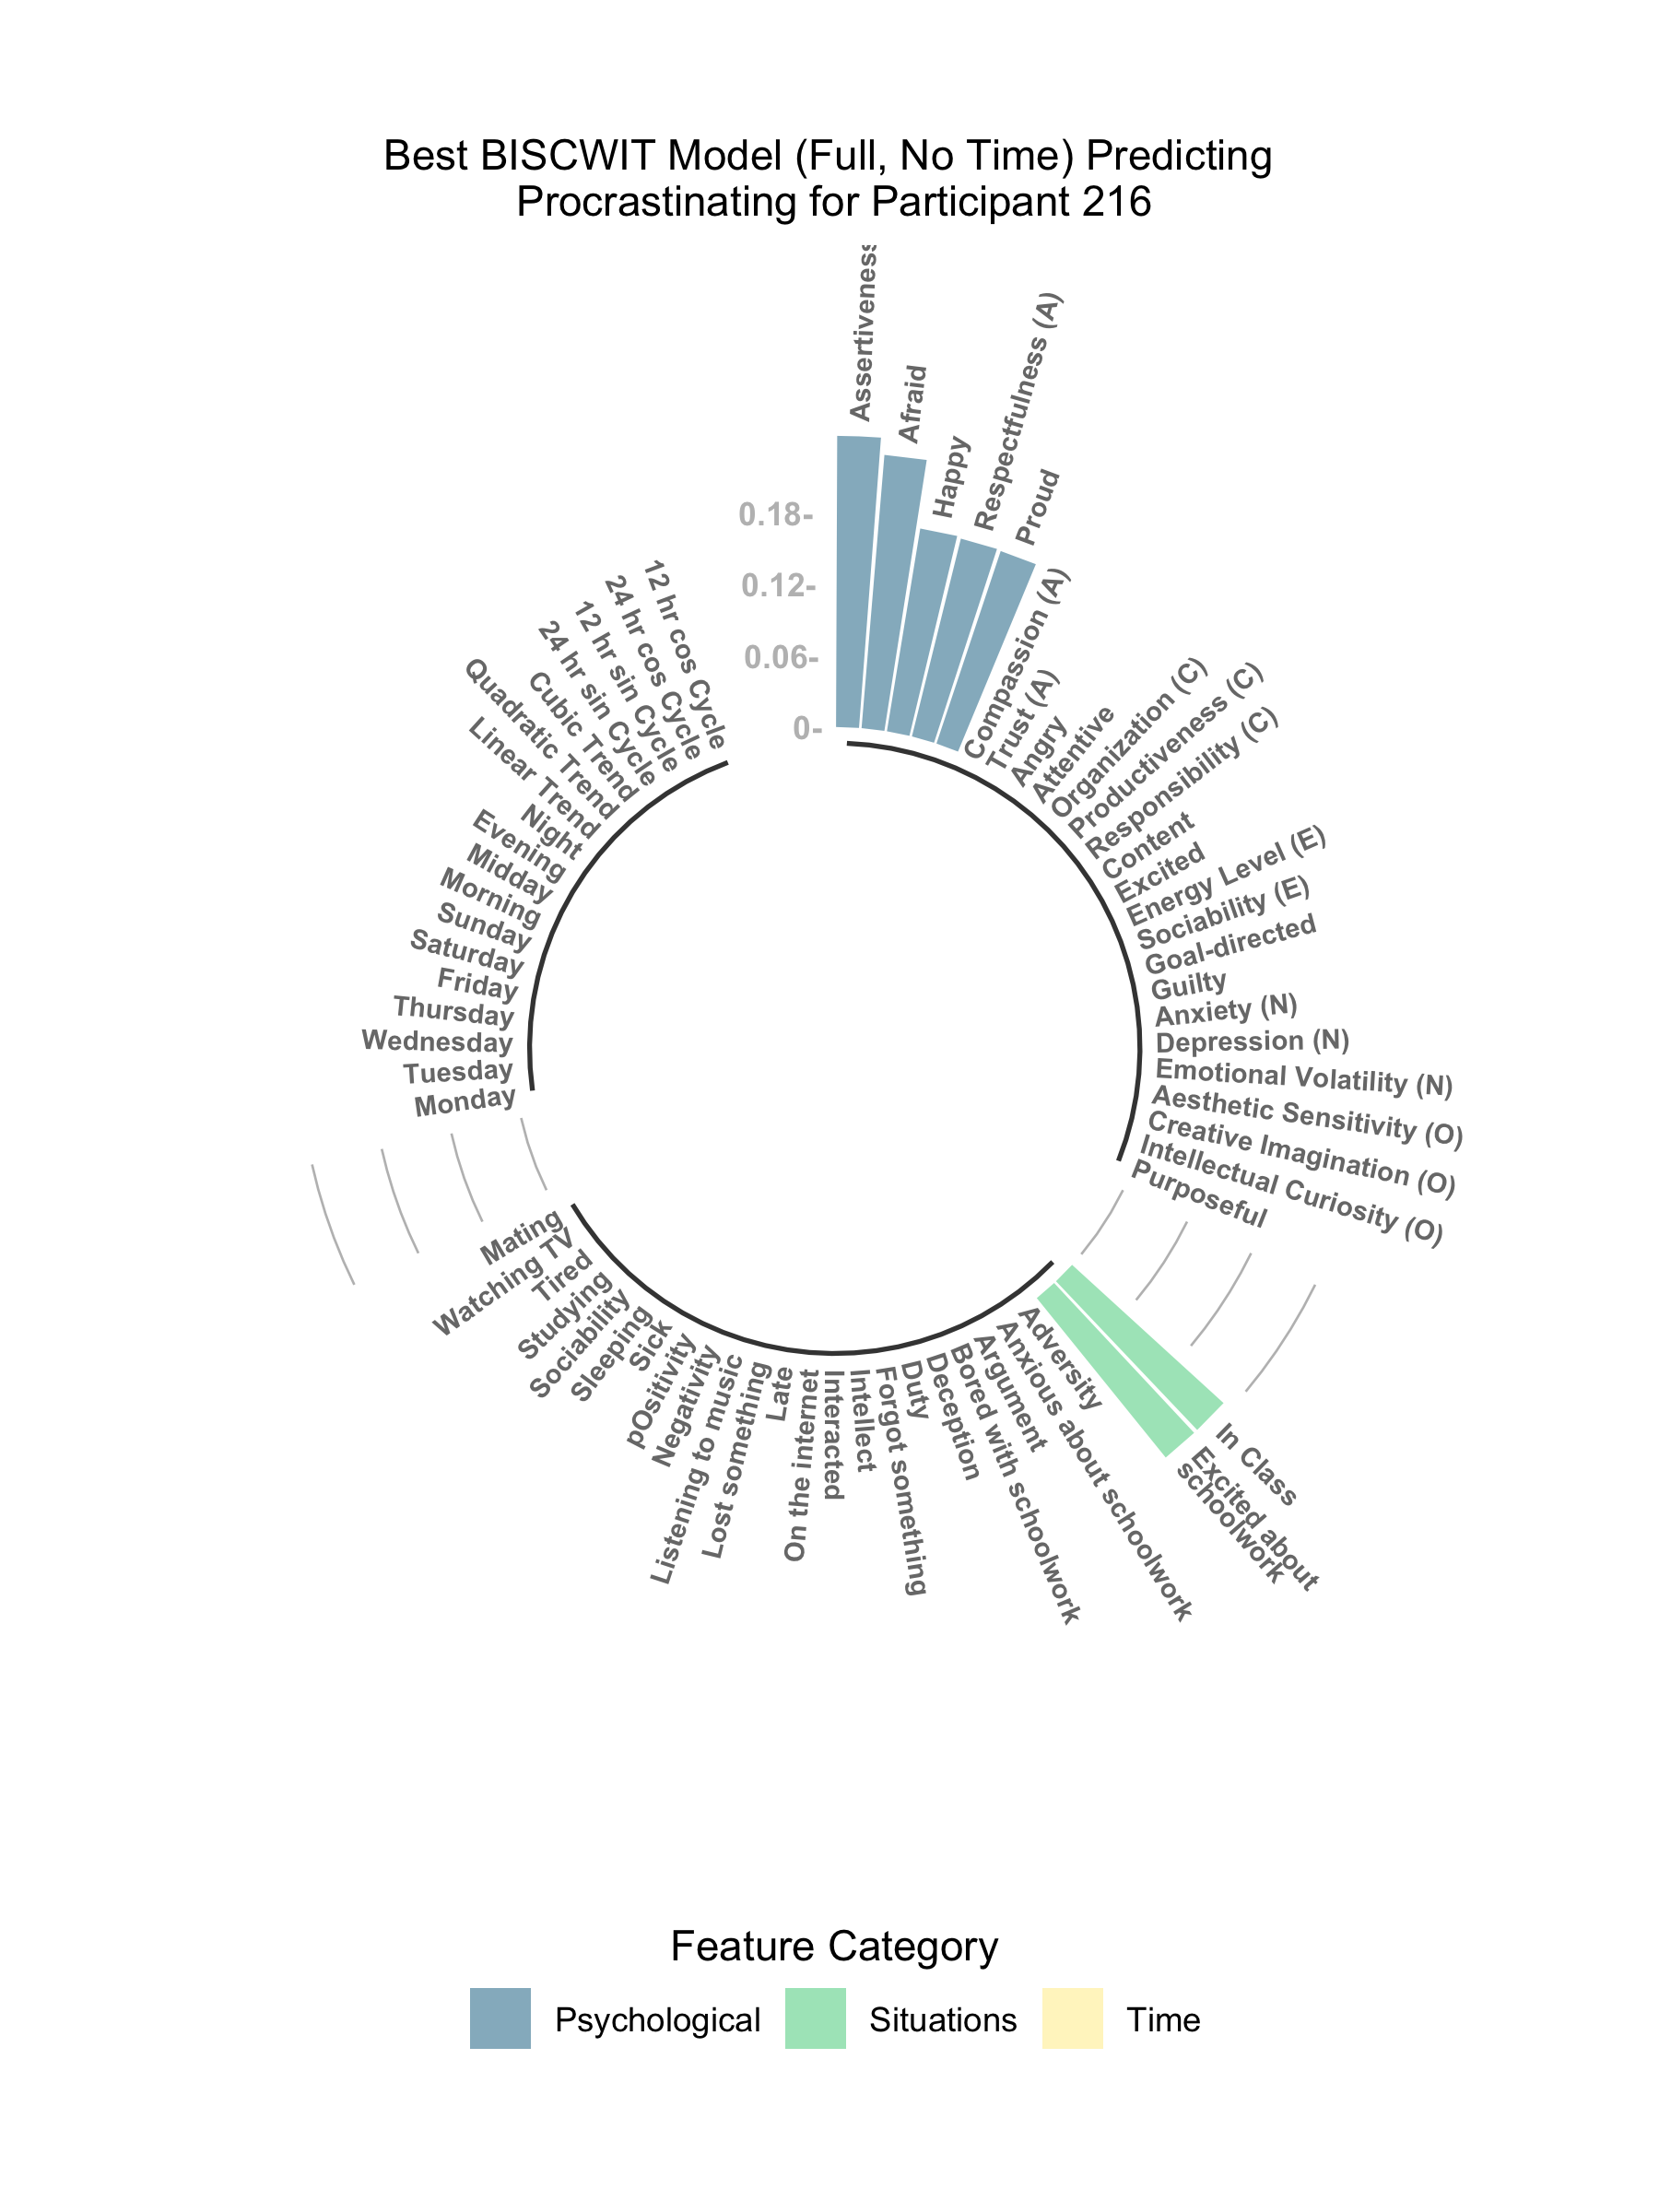 Best BISCWIT Model (Full, No Time) Predicting
Procrastinating for Participant 216
0.18-
0.12-
0.06-
0-
Assertiveness
Afraid
Happy
Respectfulness (A)
Proud
Compassion (A)
Trust (A)
Angry
Attentive
Organization (C)
Productiveness (C)
Responsibility (C)
Content
Excited
Energy Level (E)
Sociability (E)
Goal-directed
Guilty
Anxiety (N)
Depression (N)
Emotional Volatility (N)
Aesthetic Sensitivity (O)
Creative Imagination (O)
Intellectual Curiosity (O)
Purposeful
In Class
Excited about
schoolwork
Adversity
Anxious about schoolwork
Argument
Bored with schoolwork
Deception
Duty
Forgot something
Intellect
Interacted
On the internet
Late
Lost something
Listening to music
Negativity
pOsitivity
Sick
Sleeping
Sociability
Studying
Tired
Watching TV
Mating
Monday
Tuesday
Wednesday
Thursday
Friday
Saturday
Sunday
Morning
Midday
Evening
Night
Linear Trend
Quadratic Trend
Cubic Trend
24 hr sin Cycle
12 hr sin Cycle
24 hr cos Cycle
12 hr cos Cycle
Feature Category
Psychological
Situations
Time